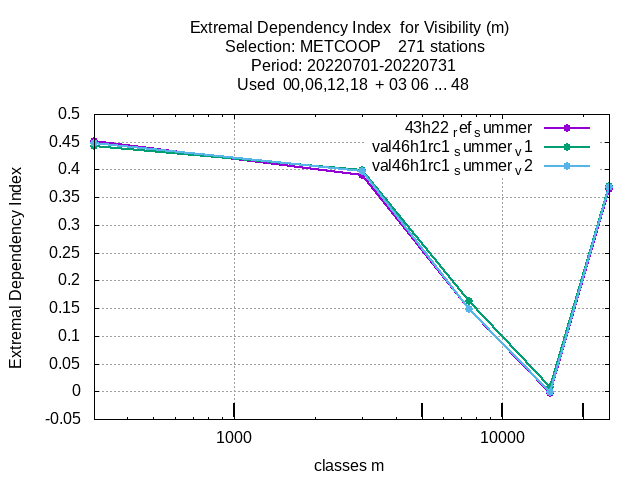 Extremal Dependency Index for Visibility (m)
Selection: METCOOP 271 stations
Period: 20220701-20220731
Used 00,06,12,18 + 03 06 ... 48
0.5
0.45
0.4
0.35
0.3
0.25
0.2
0.15
0.1
0.05
0
-0.05
Extremal Dependency Index
43h22 ref summer
val46h1rc1 summer v1
val46h1rc1 summer v2
1000
10000
classes m